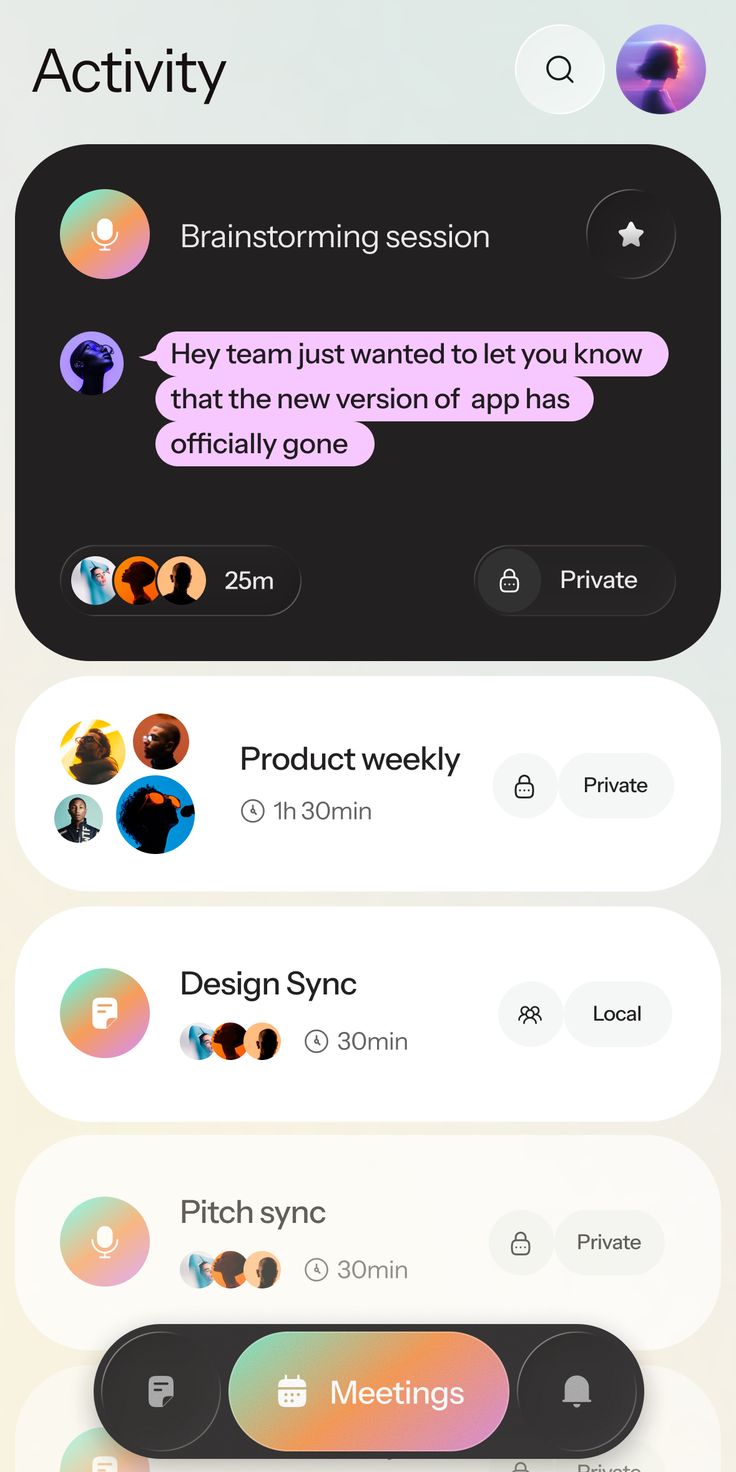 Activity
Brainstorming session
Hey team just wanted to let you know
that the new version of app has
officially gone
25m
Private
Product weekly
1h 30min
Private
Design Sync
30min
Local
Pitch sync
30min
Private
Meetings
Private